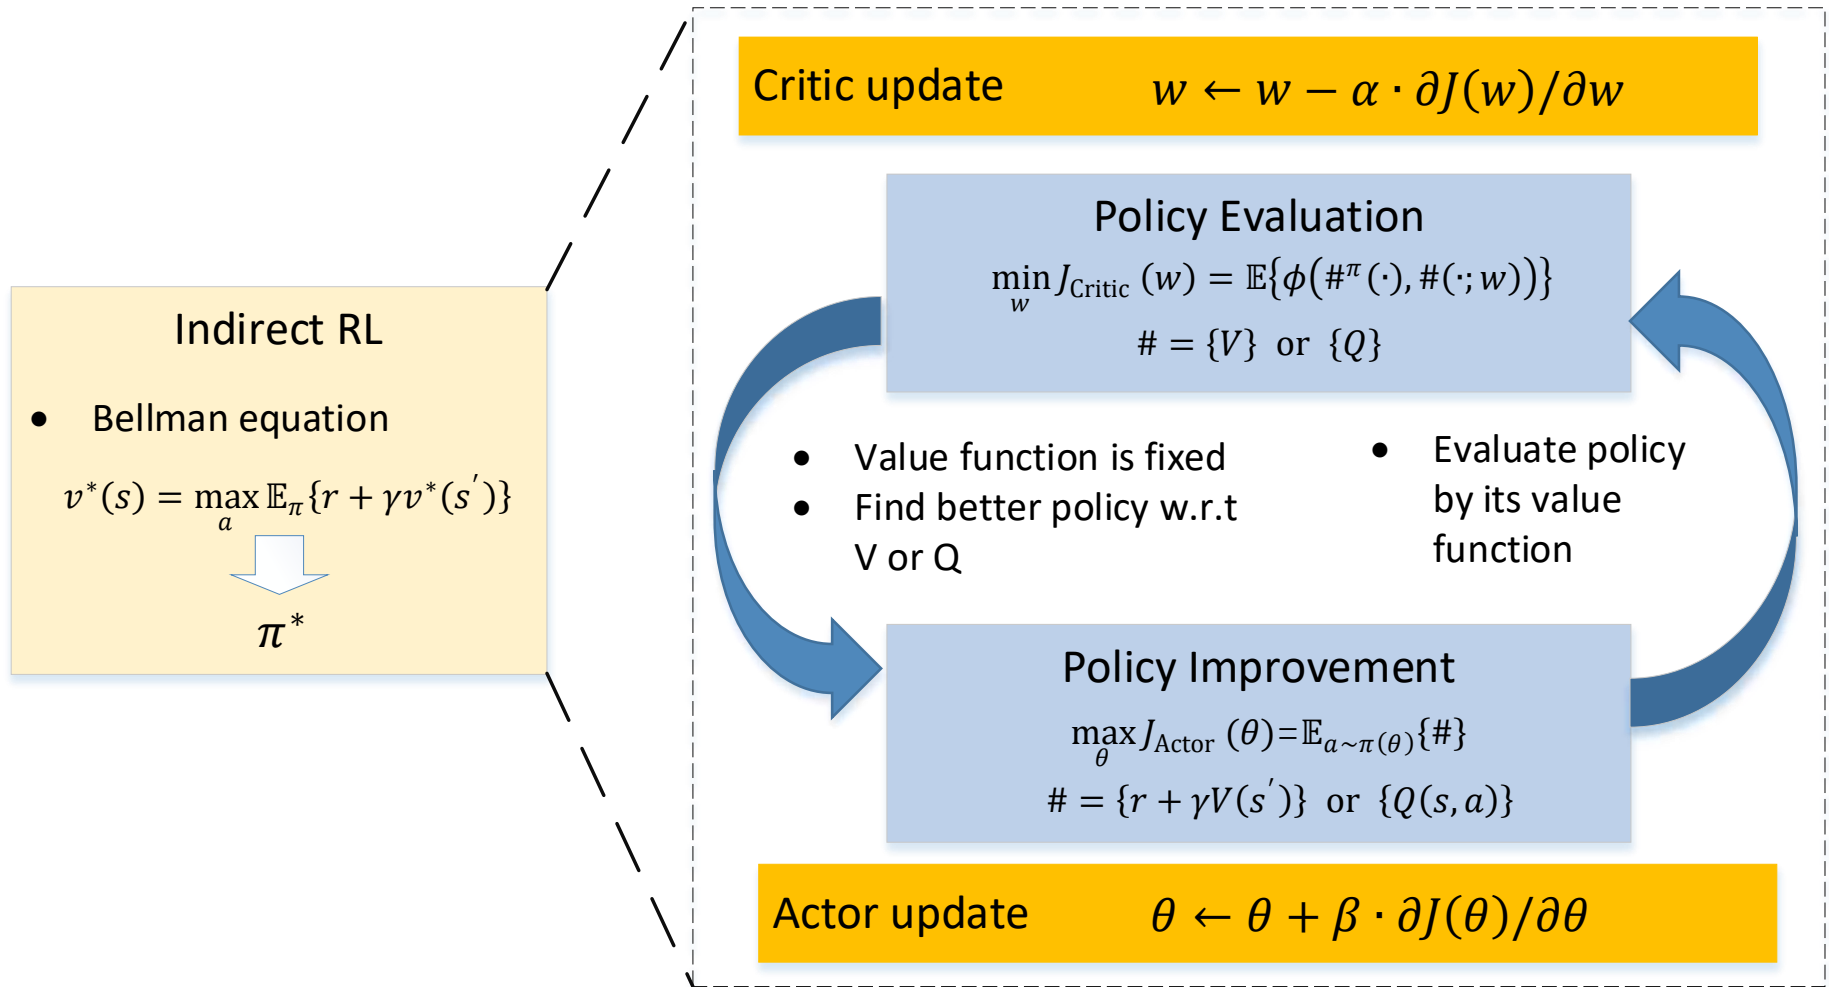 Indirect RL
• Bellman equation
v*(s) = max_a 𝔼_π{r + γv*(s′)}
π*
Critic update w ← w − α · ∂J(w)/∂w
Policy Evaluation
min_w J_Critic (w) = 𝔼{ϕ(#^π(·), #(·; w))}
# = {V} or {Q}
• Value function is fixed
• Find better policy w.r.t
V or Q
• Evaluate policy
by its value
function
Policy Improvement
max_θ J_Actor (θ)=𝔼_a~π(θ){#}
# = {r + γV(s′)} or {Q(s, a)}
Actor update θ ← θ + β · ∂J(θ)/∂θ